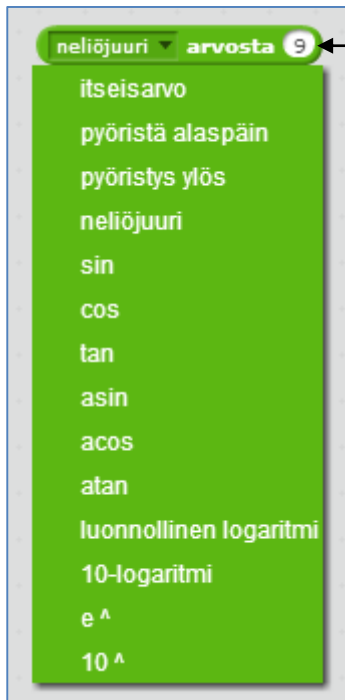 neliöjuuri arvosta 9
itseisarvo
pyöristä alaspäin
pyöristys ylös
neliöjuuri
sin
cos
tan
asin
acos
atan
luonnollinen logaritmi
10-logaritmi
e ^
10 ^